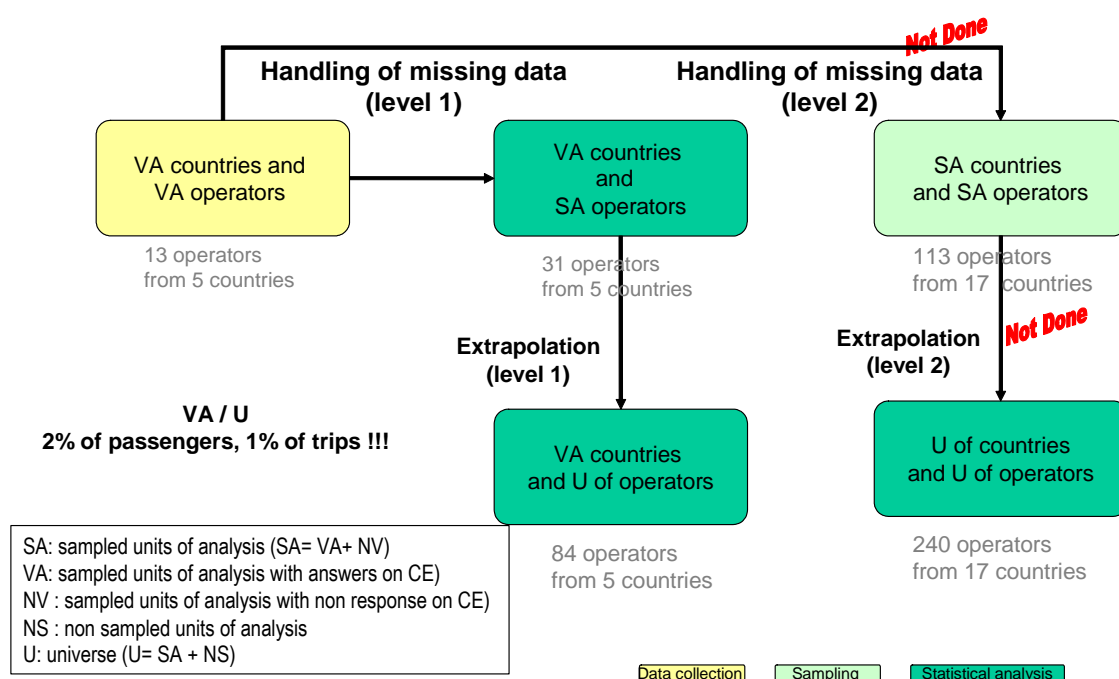 Not Done
Handling of missing data
(level 1)
Handling of missing data
(level 2)
VA countries and
VA operators
VA countries
and
SA operators
SA countries
and SA operators
13 operators
from 5 countries
31 operators
from 5 countries
113 operators
from 17 countries
Not Done
Extrapolation
(level 1)
Extrapolation
(level 2)
VA / U
2% of passengers, 1% of trips !!!
VA countries
and U of operators
U of countries
and U of operators
84 operators
from 5 countries
240 operators
from 17 countries
SA: sampled units of analysis (SA= VA+ NV)
VA: sampled units of analysis with answers on CE)
NV : sampled units of analysis with non response on CE)
NS : non sampled units of analysis
U: universe (U= SA + NS)
Data collection
Sampling
Statistical analysis